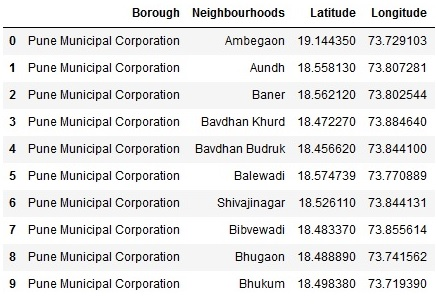 Borough Neighbourhoods Latitude Longitude
0 Pune Municipal Corporation Ambegaon 19.144350 73.729103
1 Pune Municipal Corporation Aundh 18.558130 73.807281
2 Pune Municipal Corporation Baner 18.562120 73.802544
3 Pune Municipal Corporation Bavdhan Khurd 18.472270 73.884640
4 Pune Municipal Corporation Bavdhan Budruk 18.456620 73.844100
5 Pune Municipal Corporation Balewadi 18.574739 73.770889
6 Pune Municipal Corporation Shivajinagar 18.526110 73.844131
7 Pune Municipal Corporation Bibvewadi 18.483370 73.855614
8 Pune Municipal Corporation Bhugaon 18.488890 73.741562
9 Pune Municipal Corporation Bhukum 18.498380 73.719390